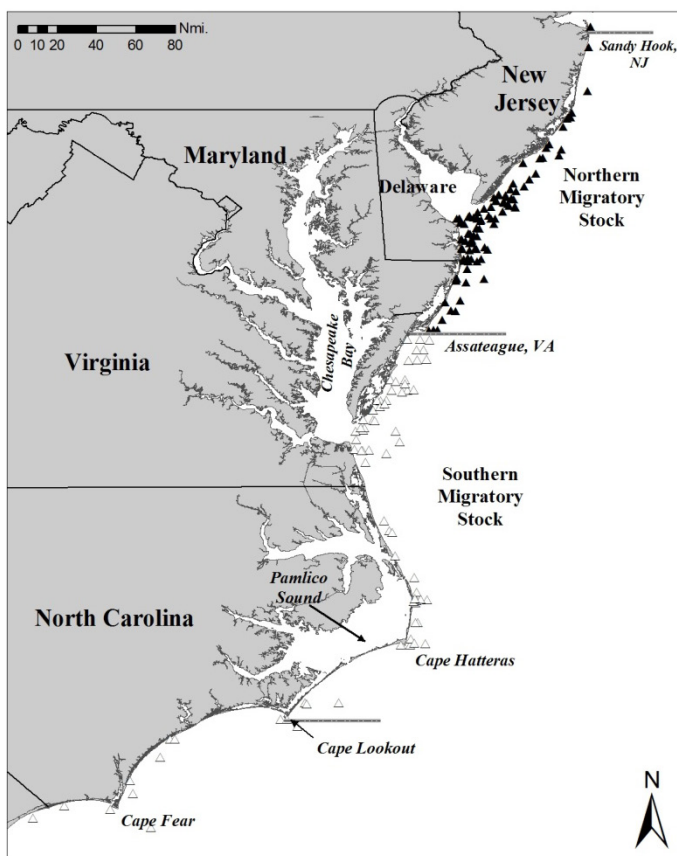 Nmi.
0 10 20 40 60 80
Sandy Hook,
NJ
New
Jersey
Maryland
Delaware
Northern
Migratory
Stock
Chesapeake
Bay
Assateague, VA
Virginia
Southern
Migratory
Stock
Pamlico
Sound
North Carolina
Cape Hatteras
Cape Lookout
Cape Fear
N